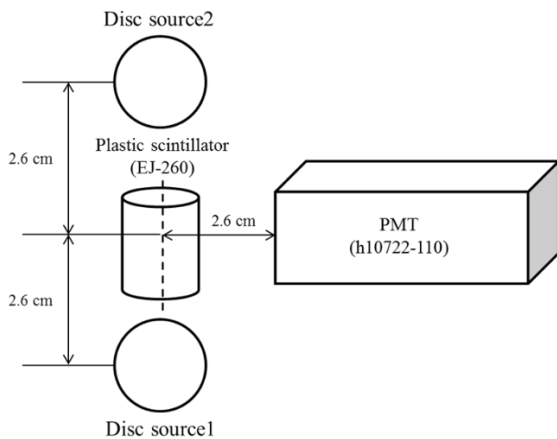 Disc source2
2.6 cm
Plastic scintillator
(EJ-260)
2.6 cm
PMT
(h10722-110)
2.6 cm
Disc source1